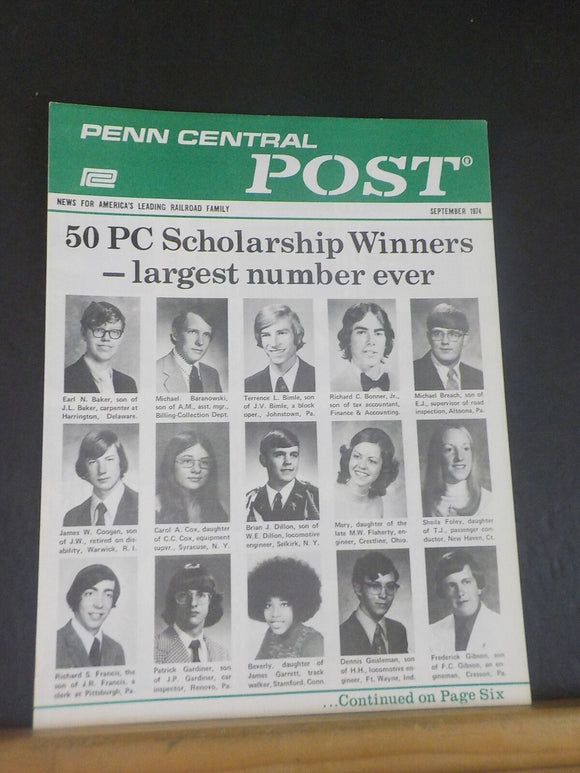 PENN CENTRAL
POST®
NEWS FOR AMERICA'S LEADING RAILROAD FAMILY
SEPTEMBER 1974
50 PC Scholarship Winners
— largest number ever
Earl N. Baker, son of
J.L. Baker, carpenter at
Harrington, Delaware.
Michael Baranowski,
son of A.M., asst. mgr.,
Billing-Collection Dept.
Terrence L. Bimle, son
of J.V. Bimle, a block
oper., Johnstown, Pa.
Richard C. Bonner, Jr.,
son of tax accountant,
Finance & Accounting.
Michael Breach, son of
E.J., supervisor of road
inspection, Altoona, Pa.
James W. Coogan, son
of J.W., retired on dis-
ability, Warwick, R. I.
Carol A. Cox, daughter
of C.C. Cox, equipment
supvr., Syracuse, N. Y.
Brian J. Dillon, son of
W.E. Dillon, locomotive
engineer, Selkirk, N. Y.
Mary, daughter of the
late M.W. Flaherty, en-
gineer, Crestline, Ohio.
Sheila Foley, daughter
of T.J., passenger con-
ductor, New Haven, Ct.
Richard S. Francis, the
son of J.R. Francis, a
clerk at Pittsburgh, Pa.
Patrick Gardiner, son
of J.P. Gardiner, car
inspector, Renovo, Pa.
Beverly, daughter of
James Garrett, track
walker, Stamford, Conn.
Dennis Geisleman, son
of H.H., locomotive en-
gineer, Ft. Wayne, Ind.
Frederick Gibson, son
of F.C. Gibson, an en-
gineman, Cresson, Pa.
...Continued on Page Six